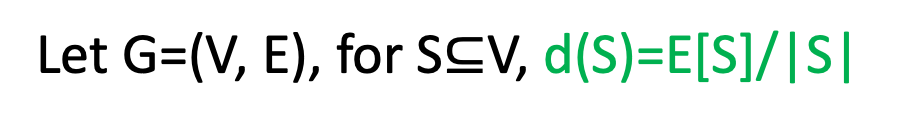 Let G=(V, E), for S⊆V, d(S)=E[S]/|S|